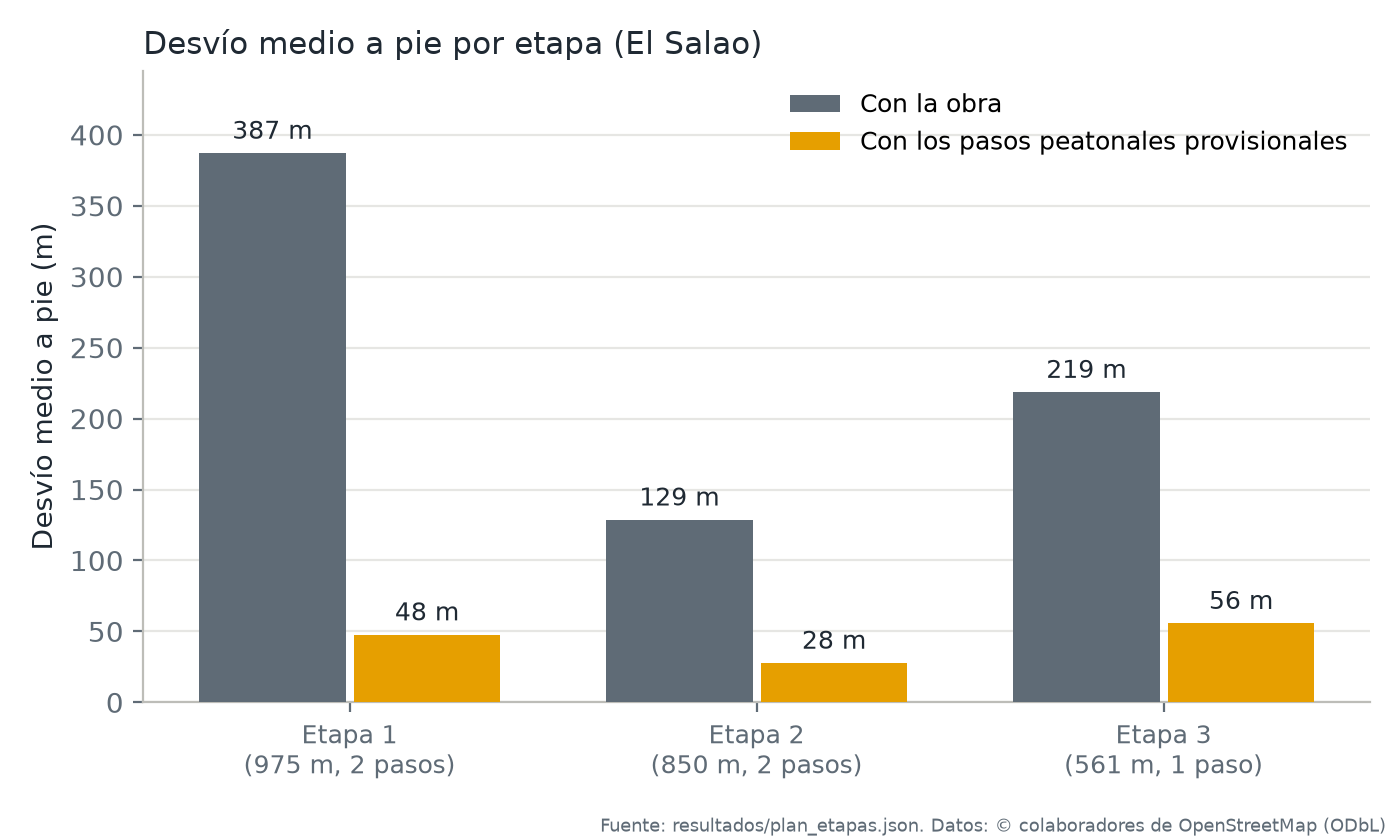 Desvío medio a pie por etapa (El Salao)
Con la obra
Con los pasos peatonales provisionales
Desvío medio a pie (m)
400
350
300
250
200
150
100
50
0
387 m
48 m
129 m
28 m
219 m
56 m
Etapa 1
(975 m, 2 pasos)
Etapa 2
(850 m, 2 pasos)
Etapa 3
(561 m, 1 paso)
Fuente: resultados/plan_etapas.json. Datos: © colaboradores de OpenStreetMap (ODbL)